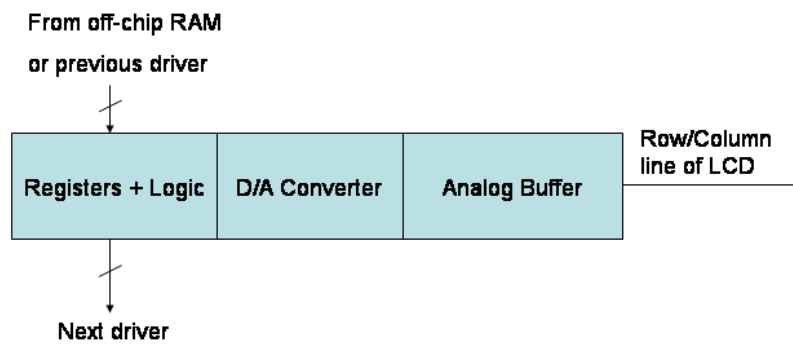 From off-chip RAM
or previous driver
Registers + Logic
D/A Converter
Analog Buffer
Row/Column
line of LCD
Next driver